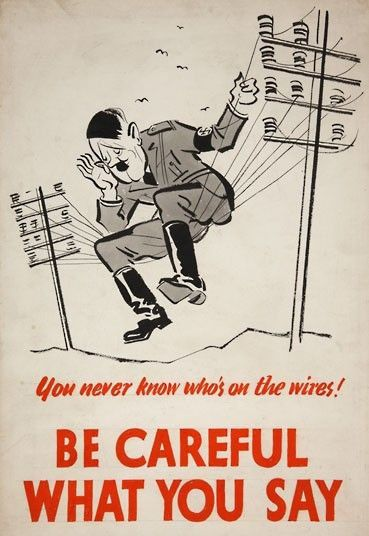 You never know who's on the wires!
BE CAREFUL
WHAT YOU SAY